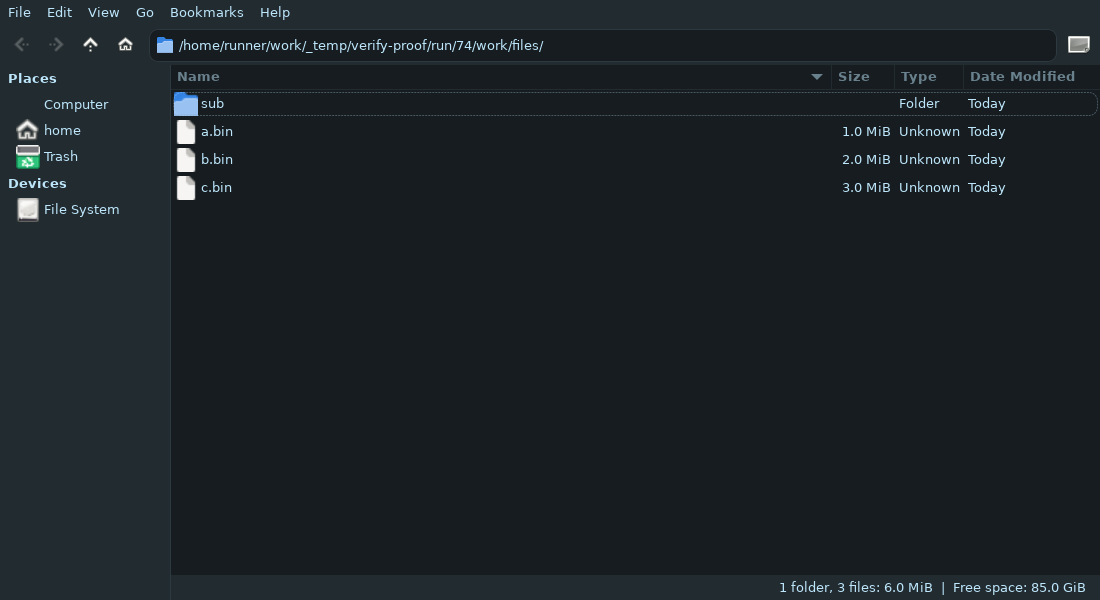 File Edit View Go Bookmarks Help
/home/runner/work/_temp/verify-proof/run/74/work/files/
Places
Computer
home
Trash
Devices
File System
Name Size Type Date Modified
sub Folder Today
a.bin 1.0 MiB Unknown Today
b.bin 2.0 MiB Unknown Today
c.bin 3.0 MiB Unknown Today
1 folder, 3 files: 6.0 MiB | Free space: 85.0 GiB